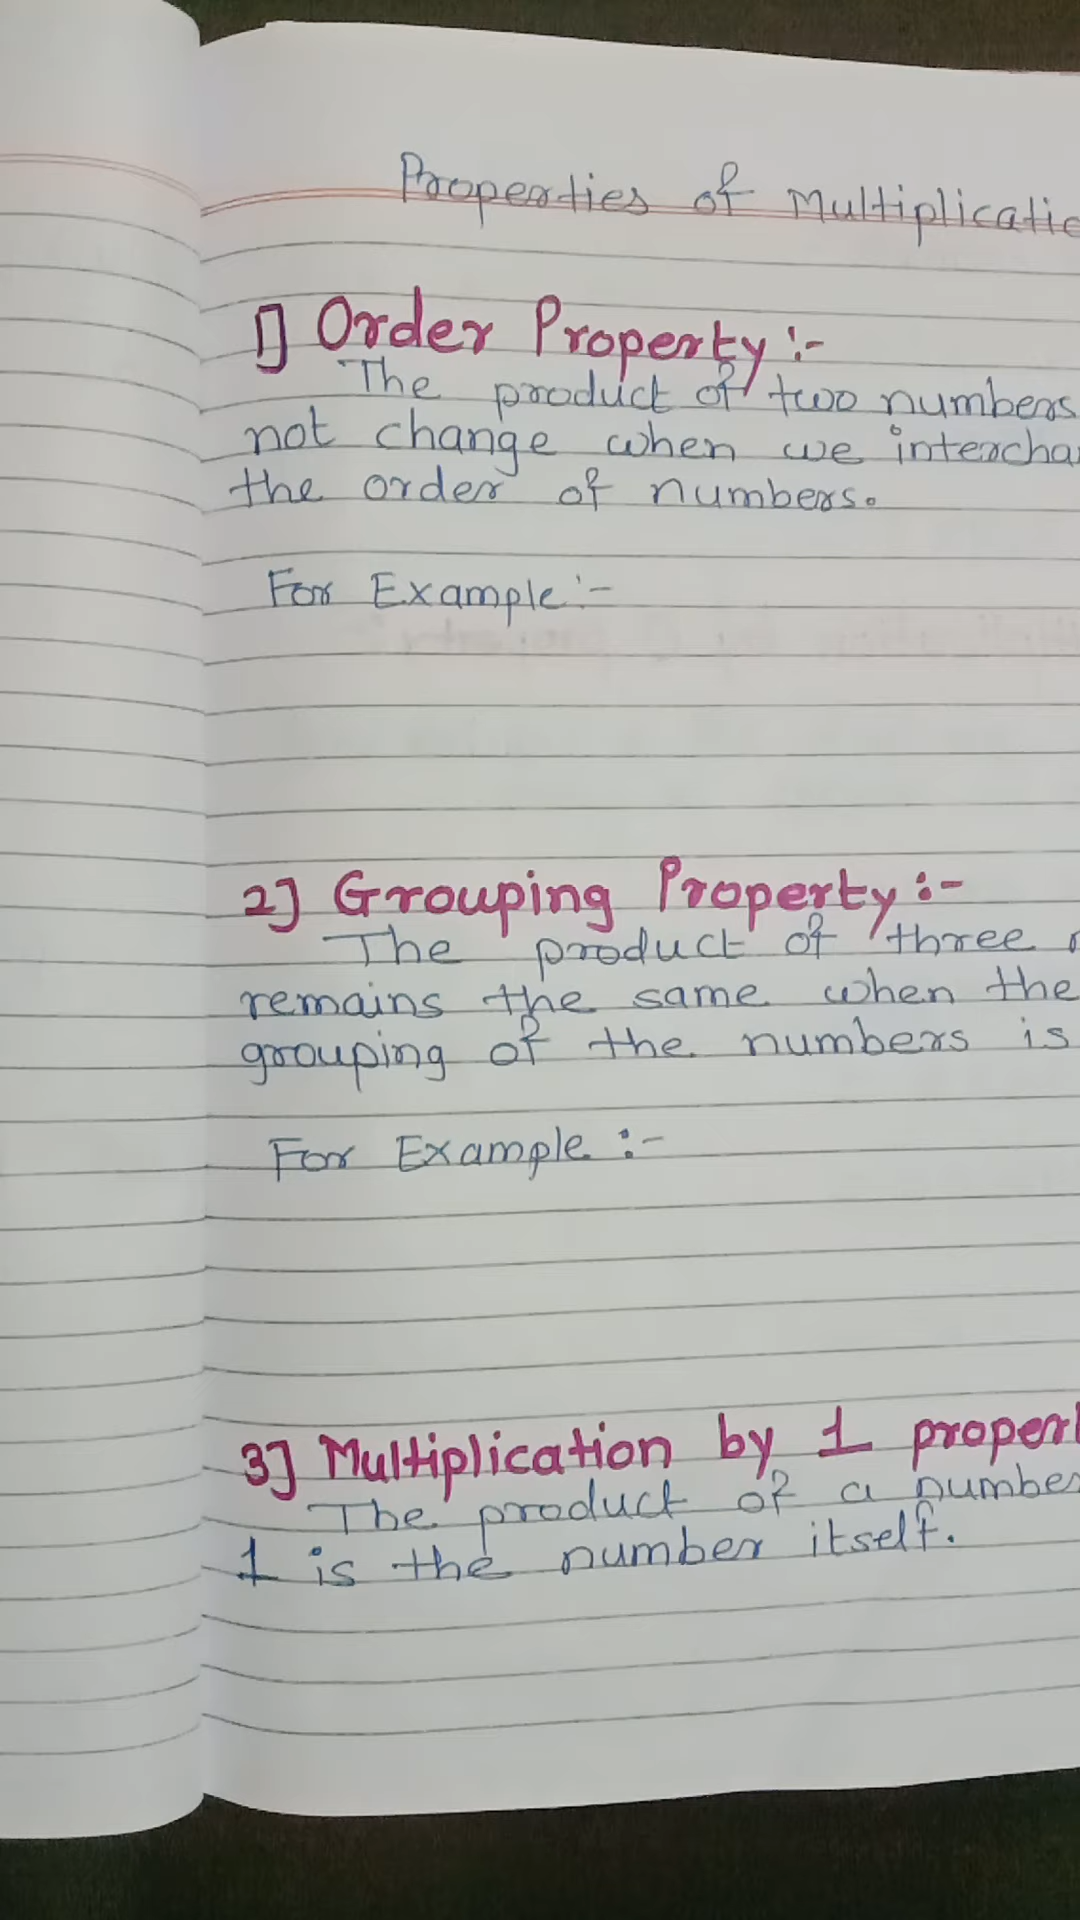 Properties of Multiplicatio
1] Order Property :-
The product of two numbers
not change when we intercha
the order of numbers.
For Example :-
2] Grouping Property :-
The product of three
remains the same when the
grouping of the numbers is
For Example :-
3] Multiplication by 1 propert
The product of a number
1 is the number itself.